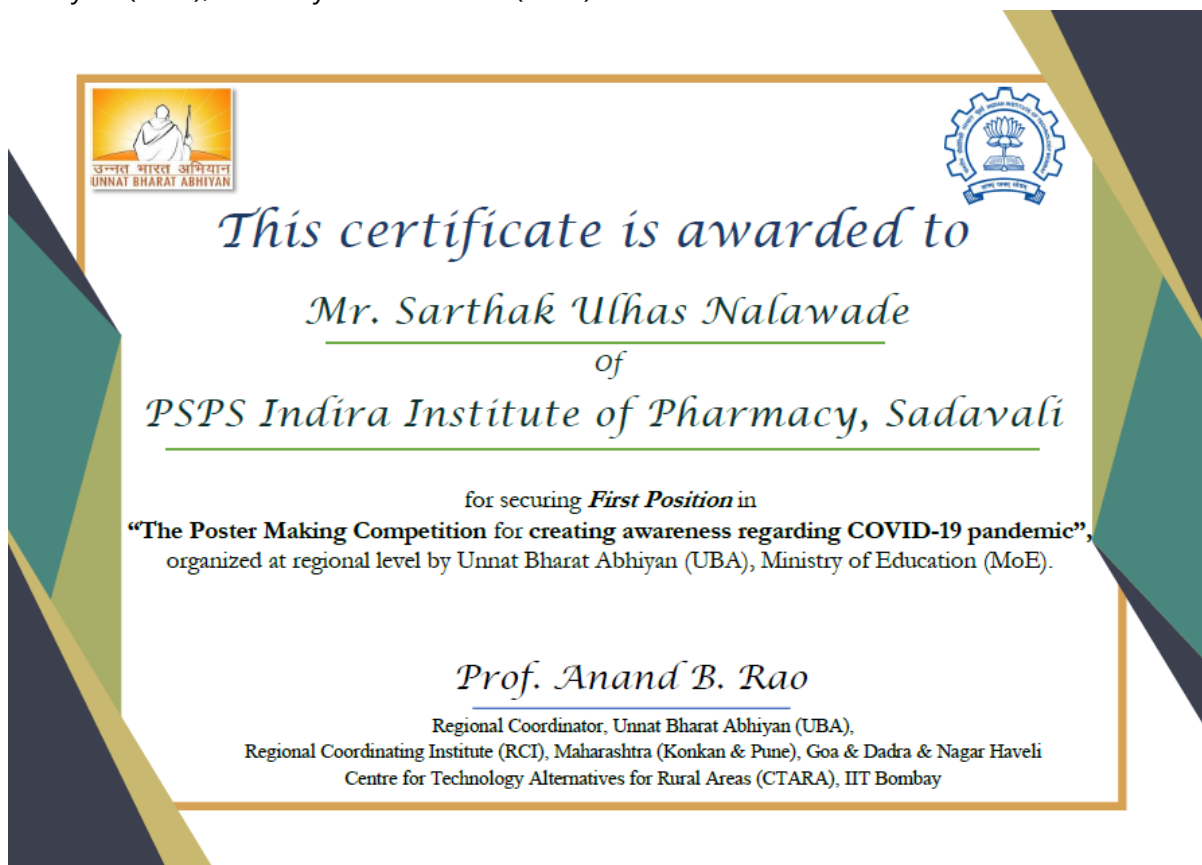 उन्नत भारत अभियान
UNNAT BHARAT ABHIYAN
This certificate is awarded to
Mr. Sarthak Ulhas Nalawade
Of
PSPS Indira Institute of Pharmacy, Sadavali
for securing First Position in
“The Poster Making Competition for creating awareness regarding COVID-19 pandemic”,
organized at regional level by Unnat Bharat Abhiyan (UBA), Ministry of Education (MoE).
Prof. Anand B. Rao
Regional Coordinator, Unnat Bharat Abhiyan (UBA),
Regional Coordinating Institute (RCI), Maharashtra (Konkan & Pune), Goa & Dadra & Nagar Haveli
Centre for Technology Alternatives for Rural Areas (CTARA), IIT Bombay